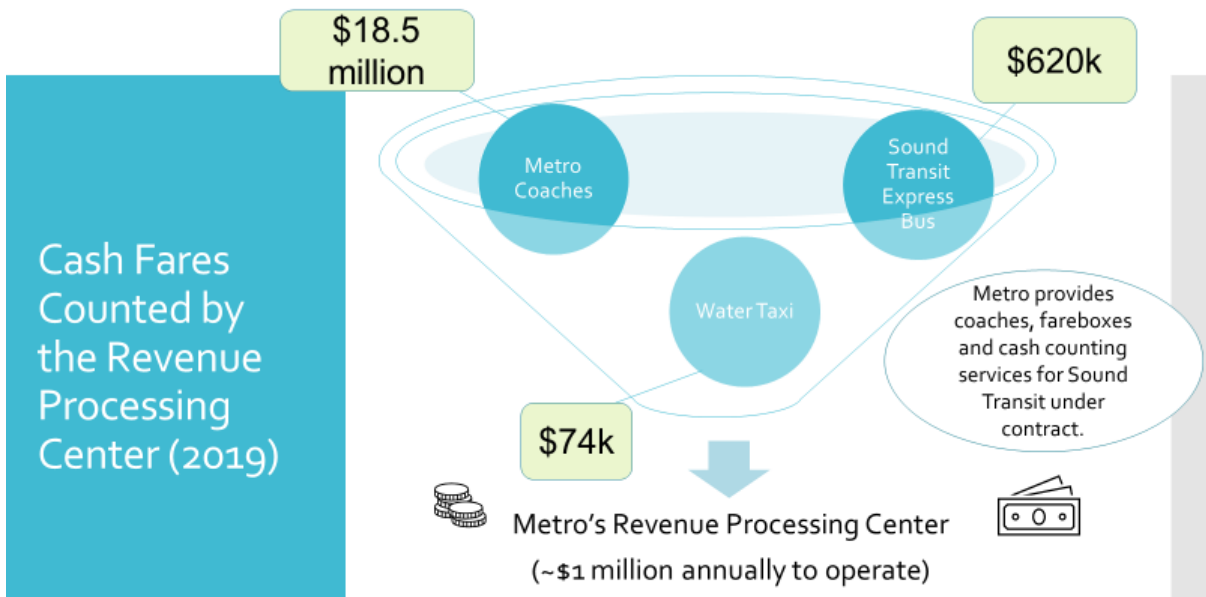 Cash Fares
Counted by
the Revenue
Processing
Center (2019)
$18.5
million
$620k
Metro
Coaches
Sound
Transit
Express
Bus
Water Taxi
$74k
Metro provides
coaches, fareboxes
and cash counting
services for Sound
Transit under
contract.
Metro's Revenue Processing Center
(~$1 million annually to operate)